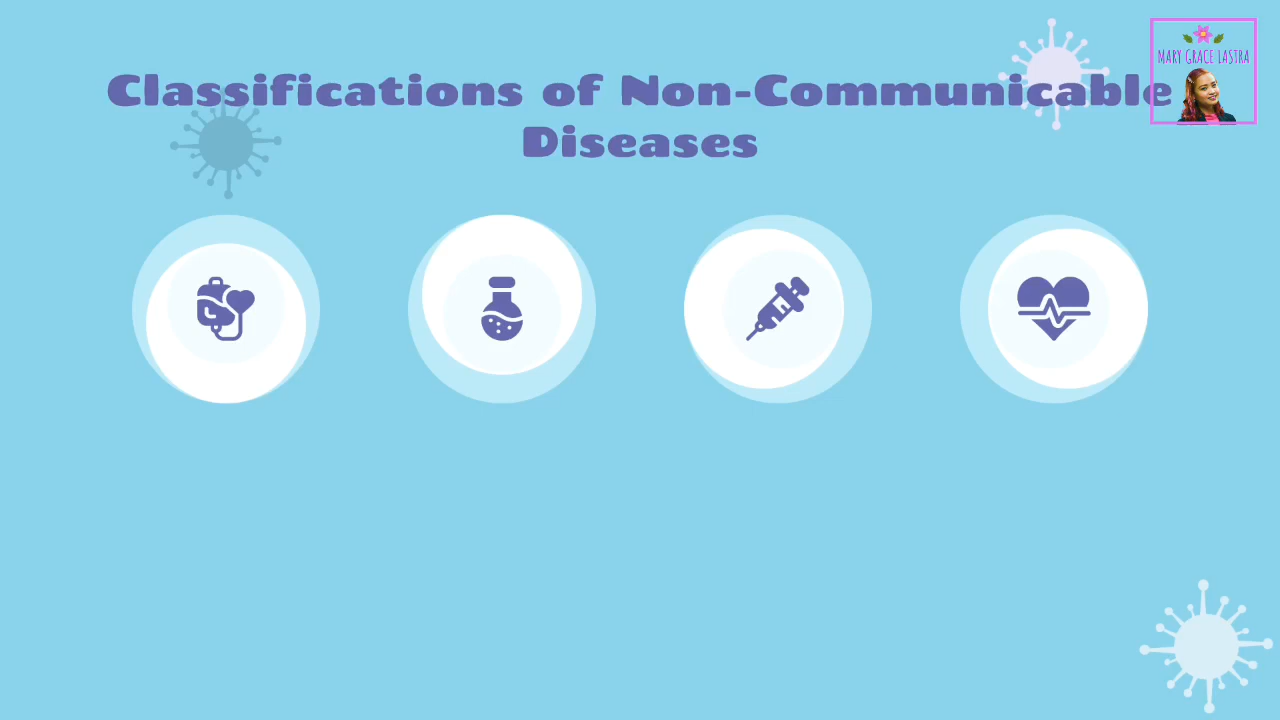 Classifications of Non-Communicable
Diseases
MARY GRACE LASTRA